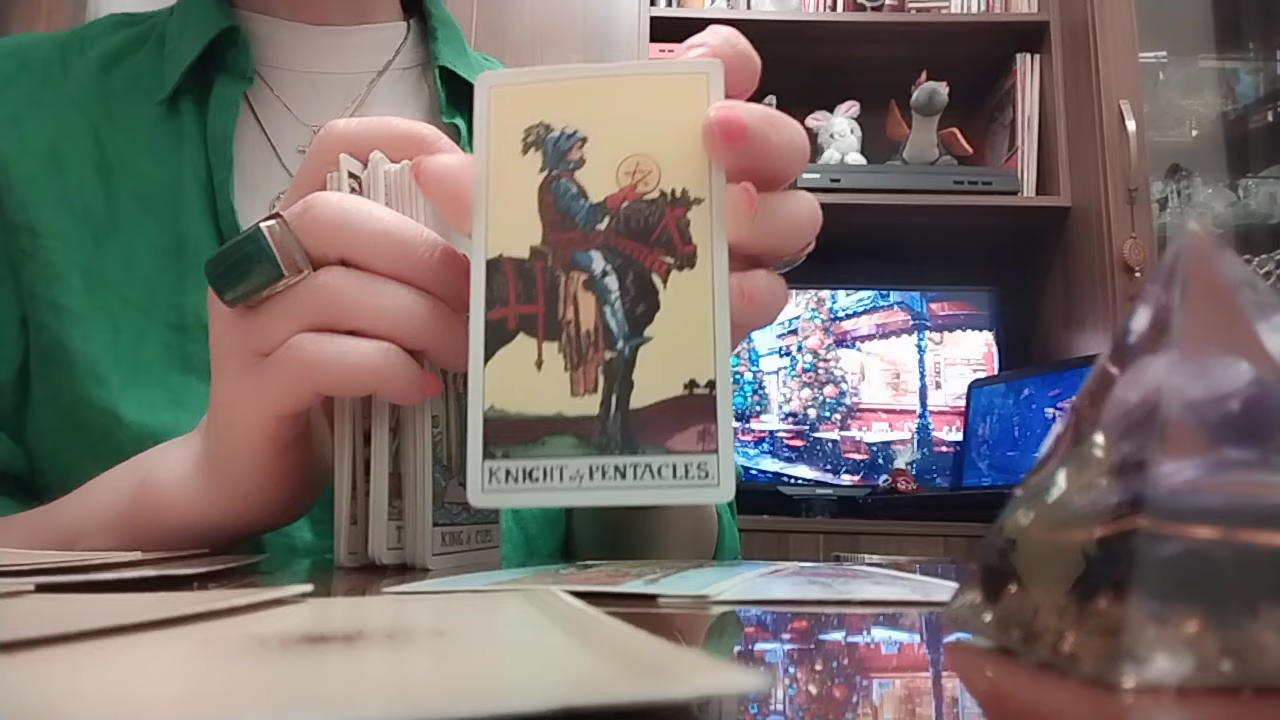 KNIGHT of PENTACLES.
KING of CUPS.